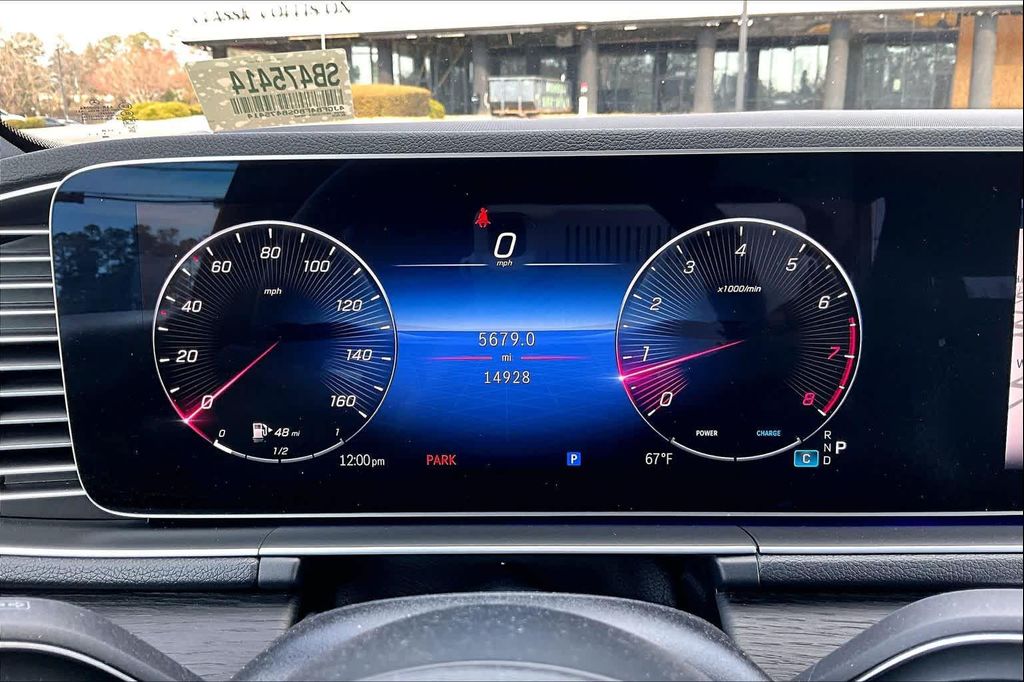 CLASSIC COLLISION
SB475414
0
mph
20
40
60
80
100
120
140
160
mph
48 mi
0
1/2
1
12:00pm
PARK
5679.0
mi
14928
P
67°F
0
1
2
3
4
5
6
7
8
x1000/min
POWER
CHARGE
C
R
N
D
P